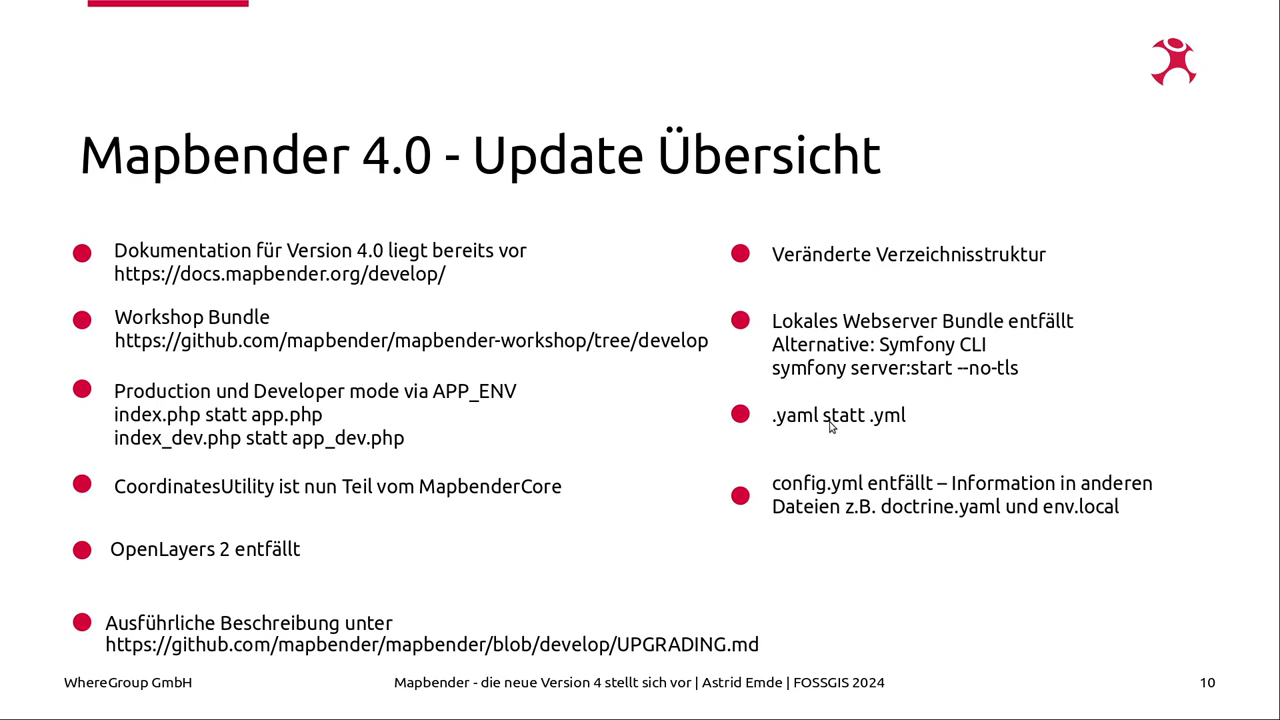 Mapbender 4.0 - Update Übersicht
Dokumentation für Version 4.0 liegt bereits vor
https://docs.mapbender.org/develop/
Workshop Bundle
https://github.com/mapbender/mapbender-workshop/tree/develop
Production und Developer mode via APP_ENV
index.php statt app.php
index_dev.php statt app_dev.php
CoordinatesUtility ist nun Teil vom MapbenderCore
OpenLayers 2 entfällt
Ausführliche Beschreibung unter
https://github.com/mapbender/mapbender/blob/develop/UPGRADING.md
Veränderte Verzeichnisstruktur
Lokales Webserver Bundle entfällt
Alternative: Symfony CLI
symfony server:start --no-tls
.yaml statt .yml
config.yml entfällt – Information in anderen
Dateien z.B. doctrine.yaml und env.local
WhereGroup GmbH
Mapbender - die neue Version 4 stellt sich vor | Astrid Emde | FOSSGIS 2024
10